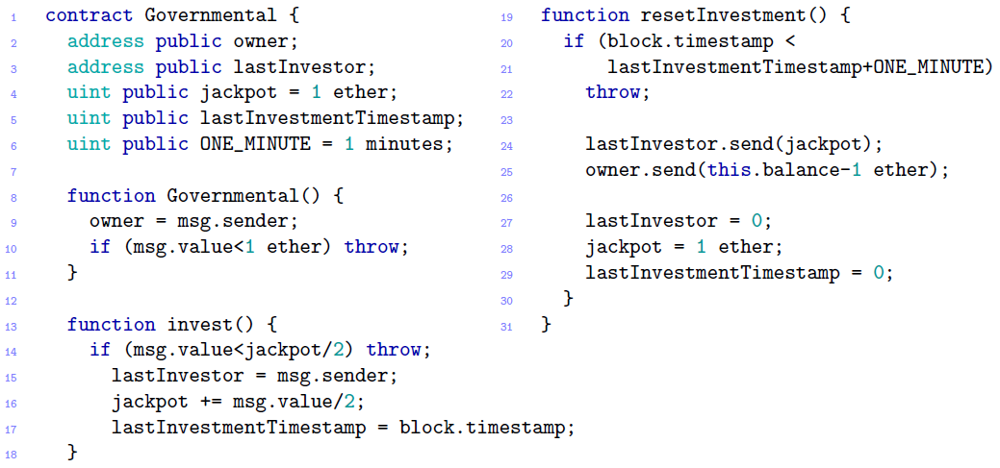 1 contract Governmental {
2 address public owner;
3 address public lastInvestor;
4 uint public jackpot = 1 ether;
5 uint public lastInvestmentTimestamp;
6 uint public ONE_MINUTE = 1 minutes;
7
8 function Governmental() {
9 owner = msg.sender;
10 if (msg.value<1 ether) throw;
11 }
12
13 function invest() {
14 if (msg.value<jackpot/2) throw;
15 lastInvestor = msg.sender;
16 jackpot += msg.value/2;
17 lastInvestmentTimestamp = block.timestamp;
18 }
19 function resetInvestment() {
20 if (block.timestamp <
21 lastInvestmentTimestamp+ONE_MINUTE)
22 throw;
23
24 lastInvestor.send(jackpot);
25 owner.send(this.balance-1 ether);
26
27 lastInvestor = 0;
28 jackpot = 1 ether;
29 lastInvestmentTimestamp = 0;
30 }
31 }